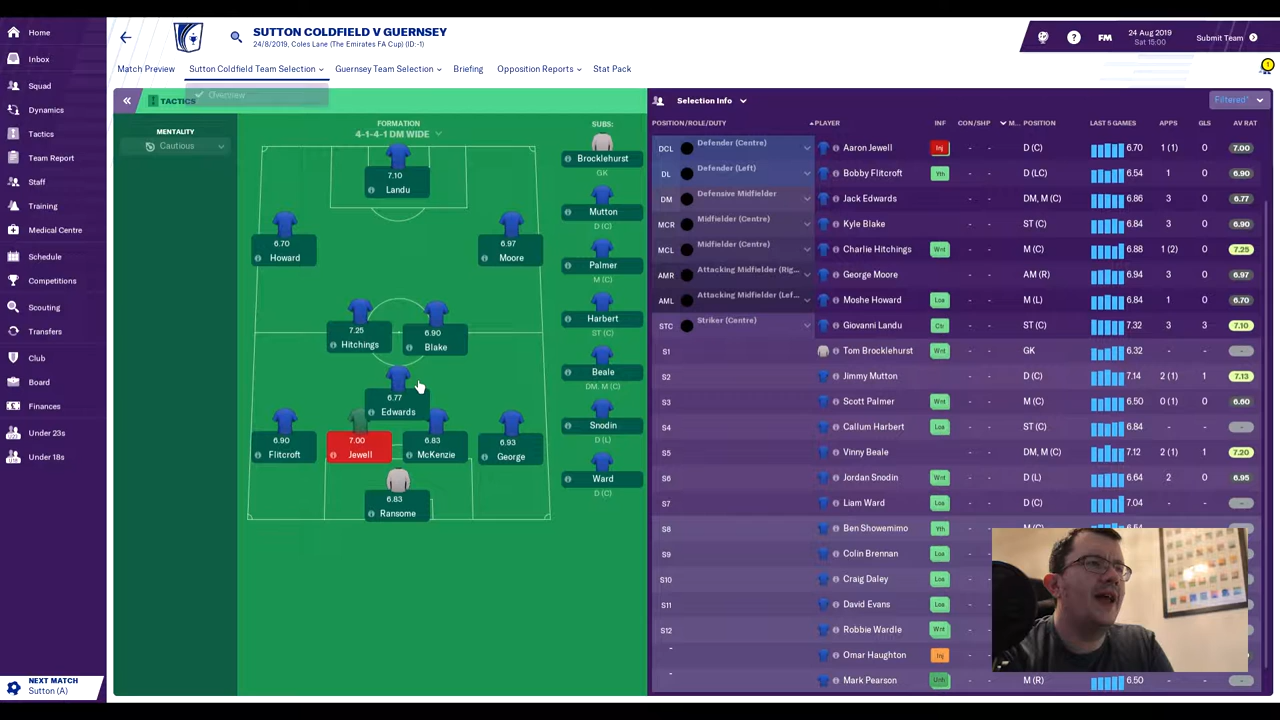 Home
Inbox
Squad
Dynamics
Tactics
Team Report
Staff
Training
Medical Centre
Schedule
Competitions
Scouting
Transfers
Club
Board
Finances
Under 23s
Under 18s
NEXT MATCH
Sutton (A)
SUTTON COLDFIELD V GUERNSEY
24/8/2019, Coles Lane (The Emirates FA Cup) (ID:-1)
FM
24 Aug 2019
Sat 15:00
Submit Team
1
Match Preview
Sutton Coldfield Team Selection
Guernsey Team Selection
Briefing
Opposition Reports
Stat Pack
Overview
TACTICS
MENTALITY
Cautious
FORMATION
4-1-4-1 DM WIDE
7.10
Landu
6.70
Howard
6.97
Moore
7.25
Hitchings
6.90
Blake
6.77
Edwards
6.90
Flitcroft
7.00
Jewell
6.83
McKenzie
6.93
George
6.83
Ransome
SUBS:
Brocklehurst
GK
Mutton
D (C)
Palmer
M (C)
Harbert
ST (C)
Beale
DM, M (C)
Snodin
D (L)
Ward
D (C)
Selection Info
Filtered*
POSITION/ROLE/DUTY PLAYER INF CON/SHP M... POSITION LAST 5 GAMES APPS GLS AV RAT
DCL Defender (Centre) Aaron Jewell Inj - - D (C) 6.70 1 (1) 0 7.00
DL Defender (Left) Bobby Flitcroft Yth - - D (LC) 6.54 1 0 6.90
DM Defensive Midfielder Jack Edwards - - DM, M (C) 6.86 3 0 6.77
MCR Midfielder (Centre) Kyle Blake - - ST (C) 6.84 3 0 6.90
MCL Midfielder (Centre) Charlie Hitchings Wnt - - M (C) 6.88 1 (2) 0 7.25
AMR Attacking Midfielder (Rig... George Moore - - AM (R) 6.94 3 0 6.97
AML Attacking Midfielder (Lef... Moshe Howard Loa - - M (L) 6.84 1 0 6.70
STC Striker (Centre) Giovanni Landu Ctr - - ST (C) 7.32 3 3 7.10
S1 Tom Brocklehurst Wnt - - GK 6.32 - - -
S2 Jimmy Mutton - - D (C) 7.14 2 (1) 1 7.13
S3 Scott Palmer Wnt - - M (C) 6.50 0 (1) 0 6.60
S4 Callum Harbert Loa - - ST (C) 6.84 - - -
S5 Vinny Beale - - DM, M (C) 7.12 2 (1) 1 7.20
S6 Jordan Snodin Wnt - - D (L) 6.64 2 0 6.95
S7 Liam Ward Loa - - D (C) 7.04 - - -
S8 Ben Showemimo Yth - -
S9 Colin Brennan Loa - -
S10 Craig Daley Loa - -
S11 David Evans Loa - -
S12 Robbie Wardle Wnt - -
- Omar Haughton Inj - -
- Mark Pearson Unh - - M (R) 6.50 - - -